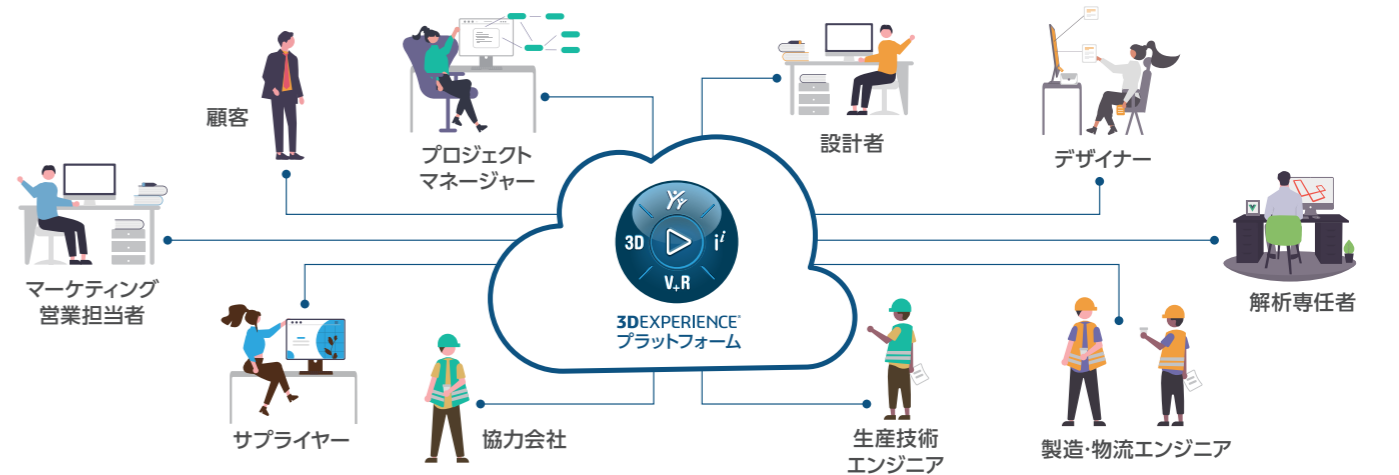 顧客
プロジェクト
マネージャー
設計者
デザイナー
マーケティング
営業担当者
3D
i i
V+R
3DEXPERIENCE®
プラットフォーム
解析専任者
サプライヤー
協力会社
生産技術
エンジニア
製造・物流エンジニア